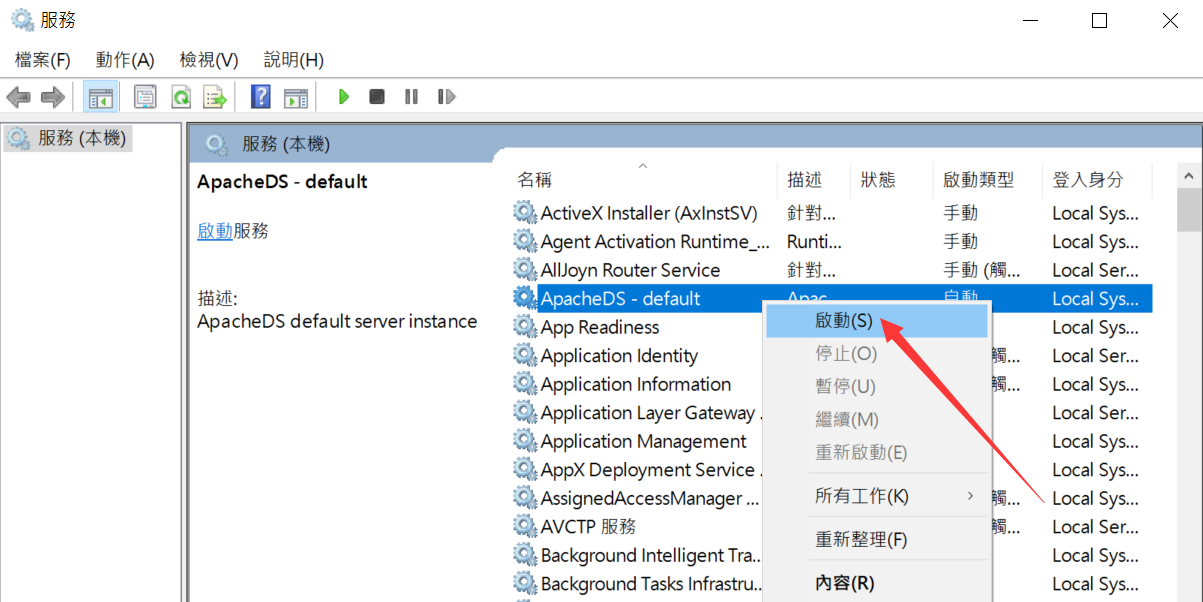 服務
檔案(F) 動作(A) 檢視(V) 說明(H)
服務 (本機)
服務 (本機)
ApacheDS - default
啟動服務
描述:
ApacheDS default server instance
名稱 描述 狀態 啟動類型 登入身分
ActiveX Installer (AxInstSV) 針對... 手動 Local Sys...
Agent Activation Runtime_... Runti... 手動 Local Sys...
AllJoyn Router Service 針對... 手動 (觸... Local Ser...
ApacheDS - default Apac... 自動 Local Sys...
App Readiness Local Sys...
Application Identity 觸... Local Ser...
Application Information 觸... Local Sys...
Application Layer Gateway . Local Ser...
Application Management Local Sys...
AppX Deployment Service . Local Sys...
AssignedAccessManager ... 觸... Local Sys...
AVCTP 服務 觸... Local Ser...
Background Intelligent Tra.. Local Sys...
Background Tasks Infrastru.. Local Sys...
啟動(S)
停止(O)
暫停(U)
繼續(M)
重新啟動(E)
所有工作(K)
重新整理(F)
內容(R)